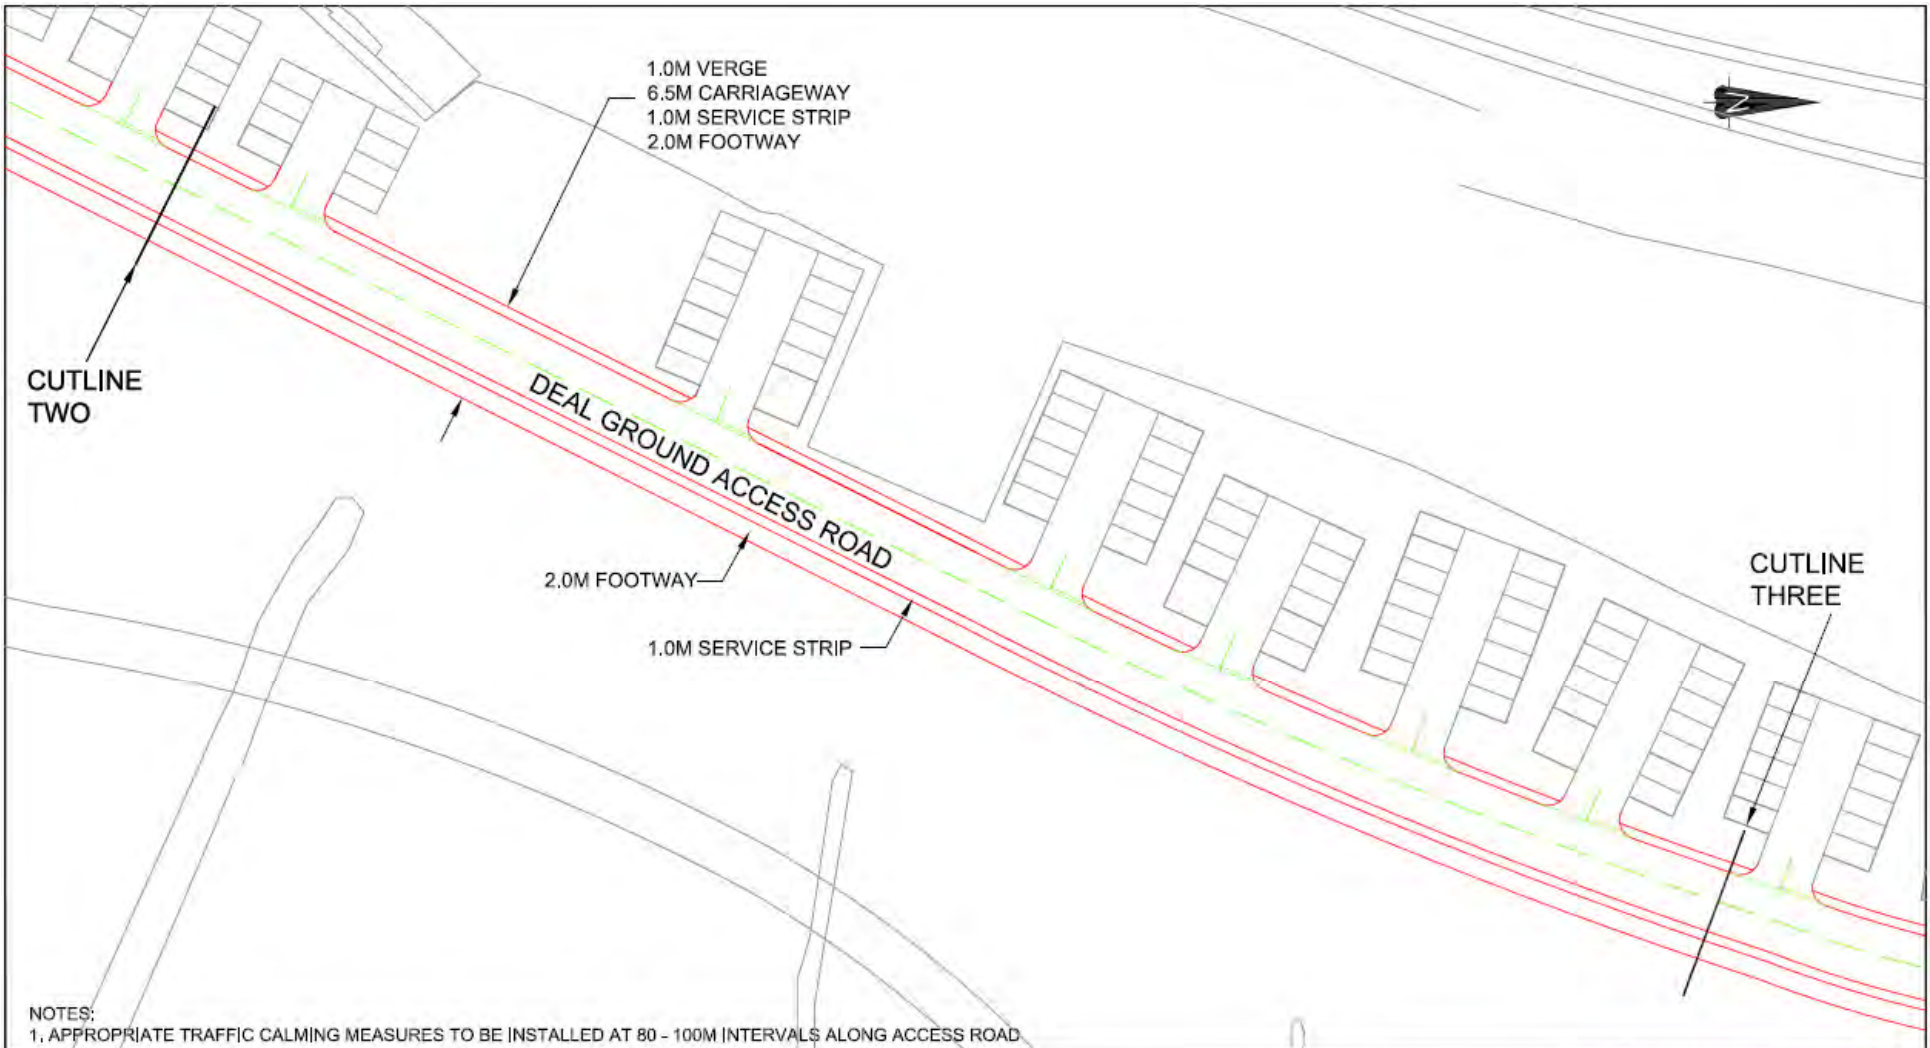 1.0M VERGE
6.5M CARRIAGEWAY
1.0M SERVICE STRIP
2.0M FOOTWAY
N
CUTLINE
TWO
DEAL GROUND ACCESS ROAD
2.0M FOOTWAY
1.0M SERVICE STRIP
CUTLINE
THREE
NOTES:
1. APPROPRIATE TRAFFIC CALMING MEASURES TO BE INSTALLED AT 80 - 100M INTERVALS ALONG ACCESS ROAD